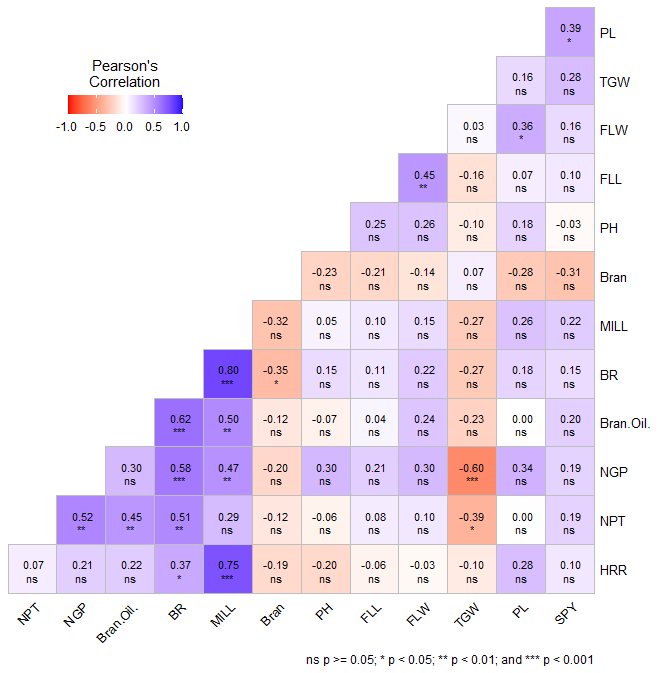 0.39
*
PL
Pearson's
Correlation
-1.0 -0.5 0.0 0.5 1.0
0.16 0.28
ns ns
TGW
0.03 0.36 0.16
ns * ns
FLW
0.45 -0.16 0.07 0.10
** ns ns ns
FLL
0.25 0.26 -0.10 0.18 -0.03
ns ns ns ns ns
PH
-0.23 -0.21 -0.14 0.07 -0.28 -0.31
ns ns ns ns ns ns
Bran
-0.32 0.05 0.10 0.15 -0.27 0.26 0.22
ns ns ns ns ns ns ns
MILL
0.80 -0.35 0.15 0.11 0.22 -0.27 0.18 0.15
*** * ns ns ns ns ns ns
BR
0.62 0.50 -0.12 -0.07 0.04 0.24 -0.23 0.00 0.20
*** ** ns ns ns ns ns ns ns
Bran.Oil.
0.30 0.58 0.47 -0.20 0.30 0.21 0.30 -0.60 0.34 0.19
ns *** ** ns ns ns ns *** ns ns
NGP
0.52 0.45 0.51 0.29 -0.12 -0.06 0.08 0.10 -0.39 0.00 0.19
** ** ** ns ns ns ns ns * ns ns
NPT
0.07 0.21 0.22 0.37 0.75 -0.19 -0.20 -0.06 -0.03 -0.10 0.28 0.10
ns ns ns * *** ns ns ns ns ns ns ns
HRR
NPT NGP Bran.Oil. BR MILL Bran PH FLL FLW TGW PL SPY
ns p >= 0.05; * p < 0.05; ** p < 0.01; and *** p < 0.001